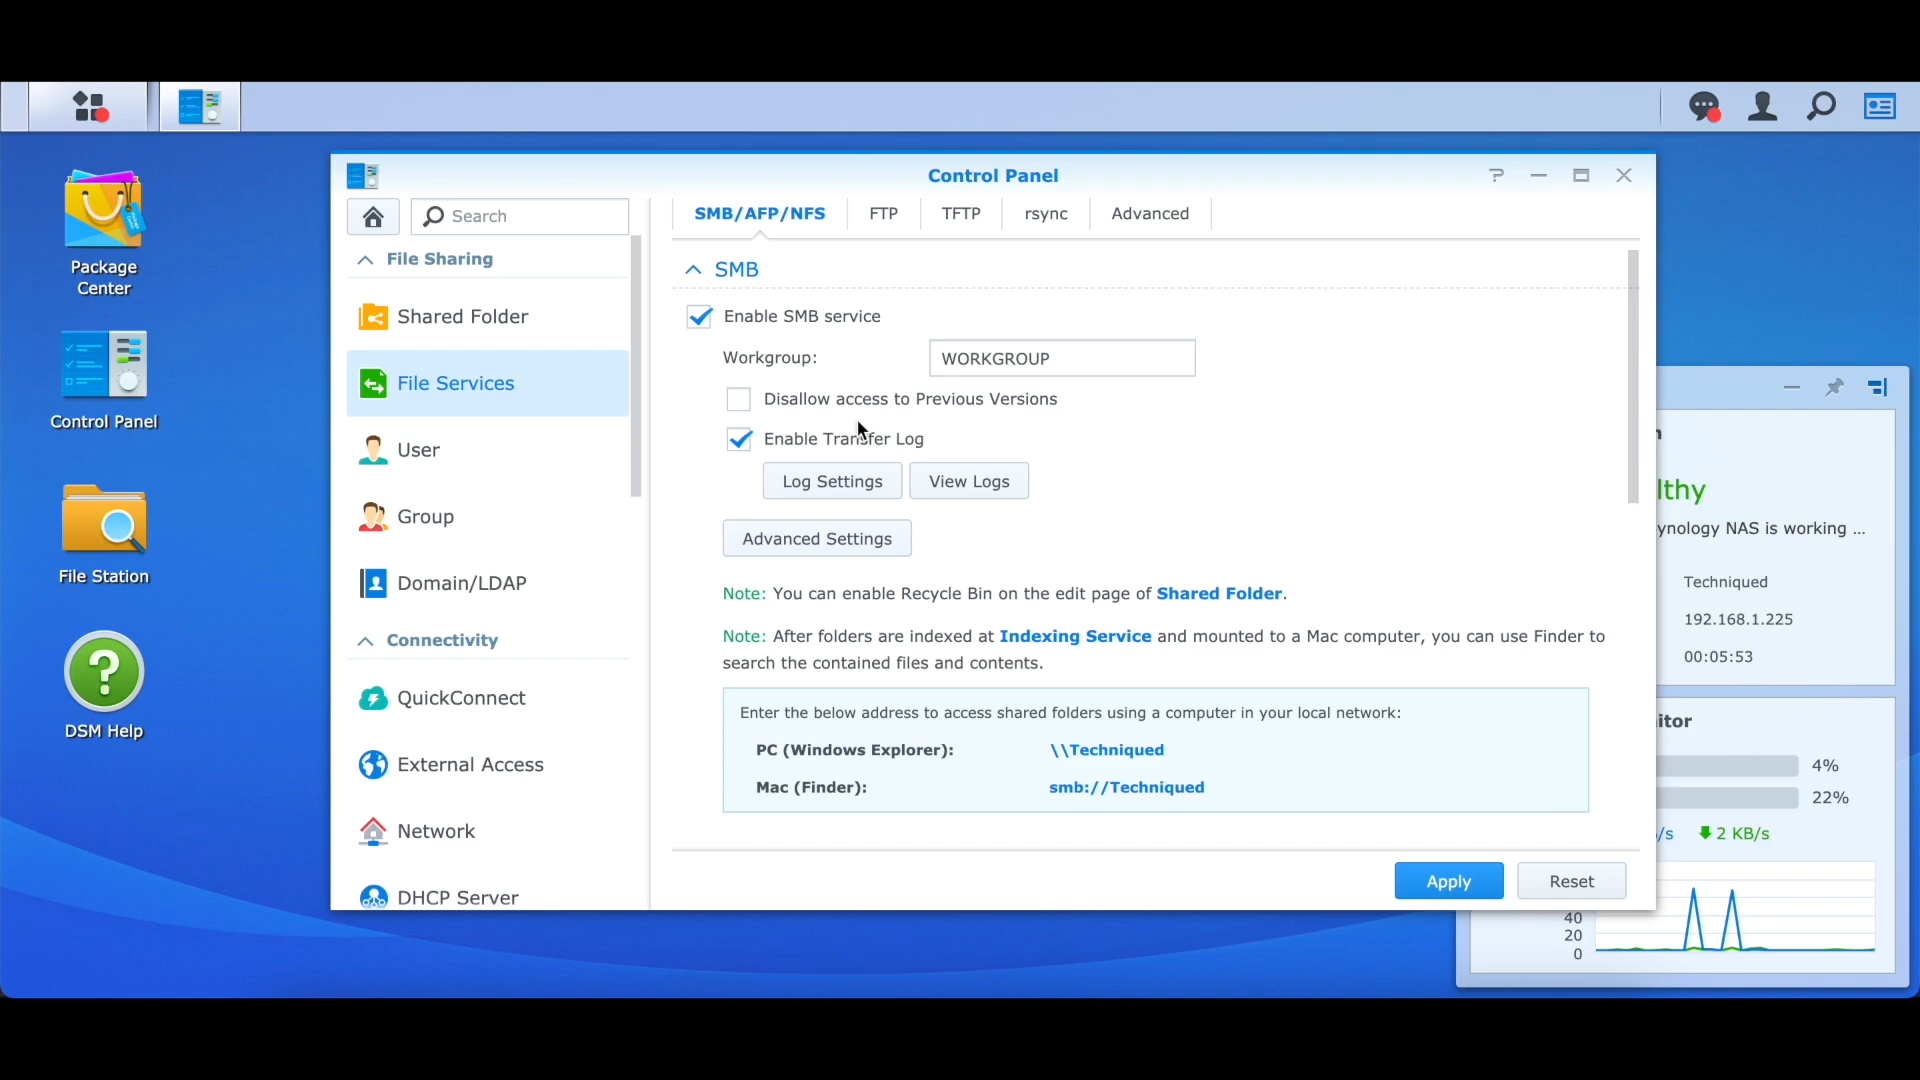 Control Panel
Search
File Sharing
Shared Folder
File Services
User
Group
Domain/LDAP
Connectivity
QuickConnect
External Access
Network
DHCP Server
SMB/AFP/NFS
FTP
TFTP
rsync
Advanced
SMB
Enable SMB service
Workgroup:
WORKGROUP
Disallow access to Previous Versions
Enable Transfer Log
Log Settings
View Logs
Advanced Settings
Note: You can enable Recycle Bin on the edit page of Shared Folder.
Note: After folders are indexed at Indexing Service and mounted to a Mac computer, you can use Finder to
search the contained files and contents.
Enter the below address to access shared folders using a computer in your local network:
PC (Windows Explorer): \\Techniqued
Mac (Finder): smb://Techniqued
Apply
Reset
Package
Center
Control Panel
File Station
DSM Help
NAS is working ...
Techniqued
192.168.1.225
00:05:53
4%
22%
2 KB/s
40
20
0